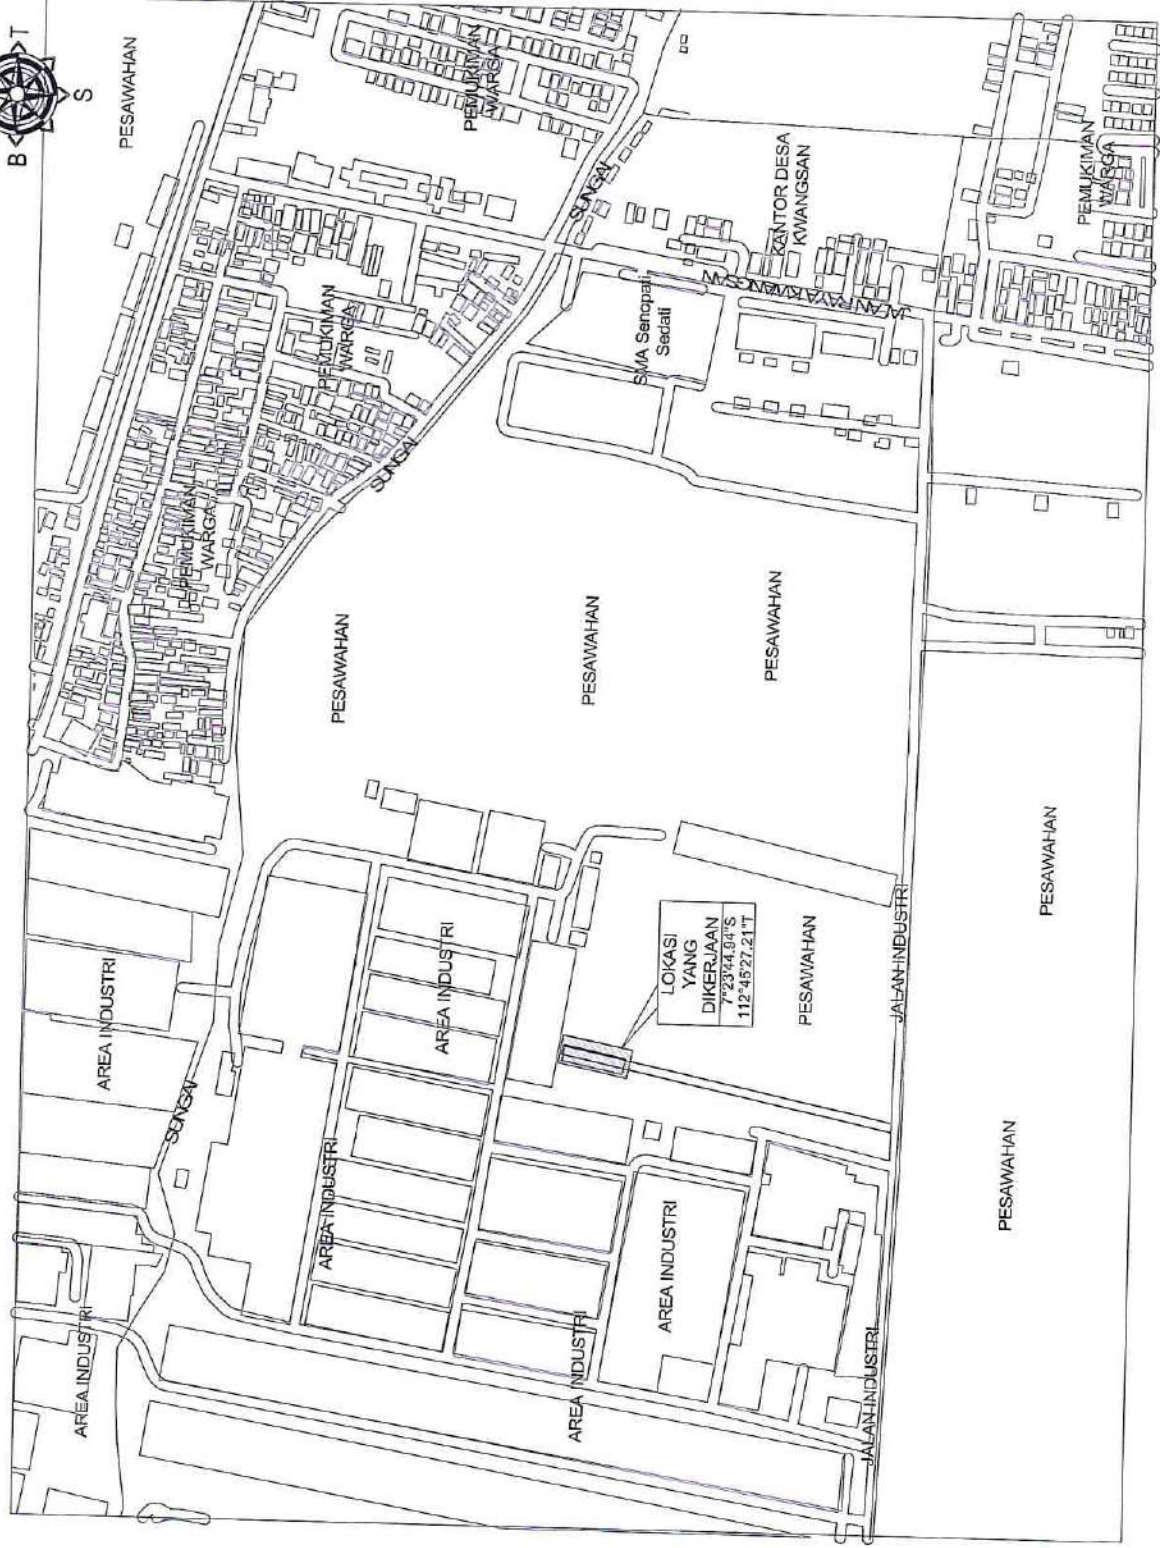 B
T
S
PESAWAHAN
PEMUKIMAN
WARGA
SUNGAI
KANTOR DESA
KWANGSAN
PEMUKIMAN
WARGA
JALAN RAYA KWANGSAN
SMA Senopati
Sedati
PEMUKIMAN
WARGA
SUNGAI
PEMUKIMAN
WARGA
PESAWAHAN
PESAWAHAN
PESAWAHAN
PESAWAHAN
LOKASI
YANG
DIKERJAAN
7°23'44.94"S
112°45'27.21"T
PESAWAHAN
JALAN INDUSTRI
AREA INDUSTRI
AREA INDUSTRI
SUNGAI
AREA INDUSTRI
AREA INDUSTRI
PESAWAHAN
AREA INDUSTRI
AREA INDUSTRI
JALAN INDUSTRI